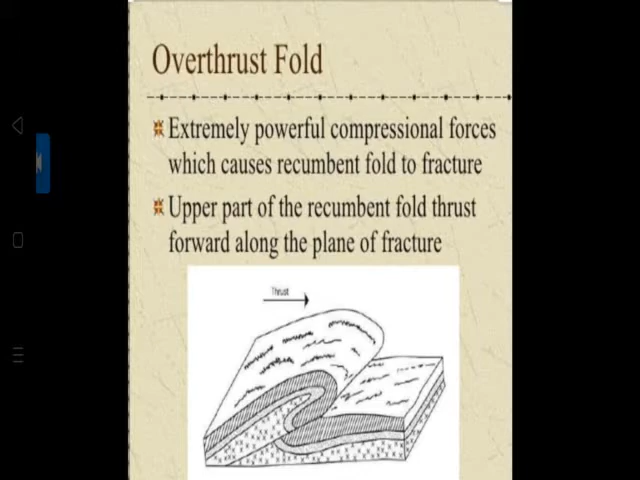 Overthrust Fold
Extremely powerful compressional forces
which causes recumbent fold to fracture
Upper part of the recumbent fold thrust
forward along the plane of fracture
Thrust